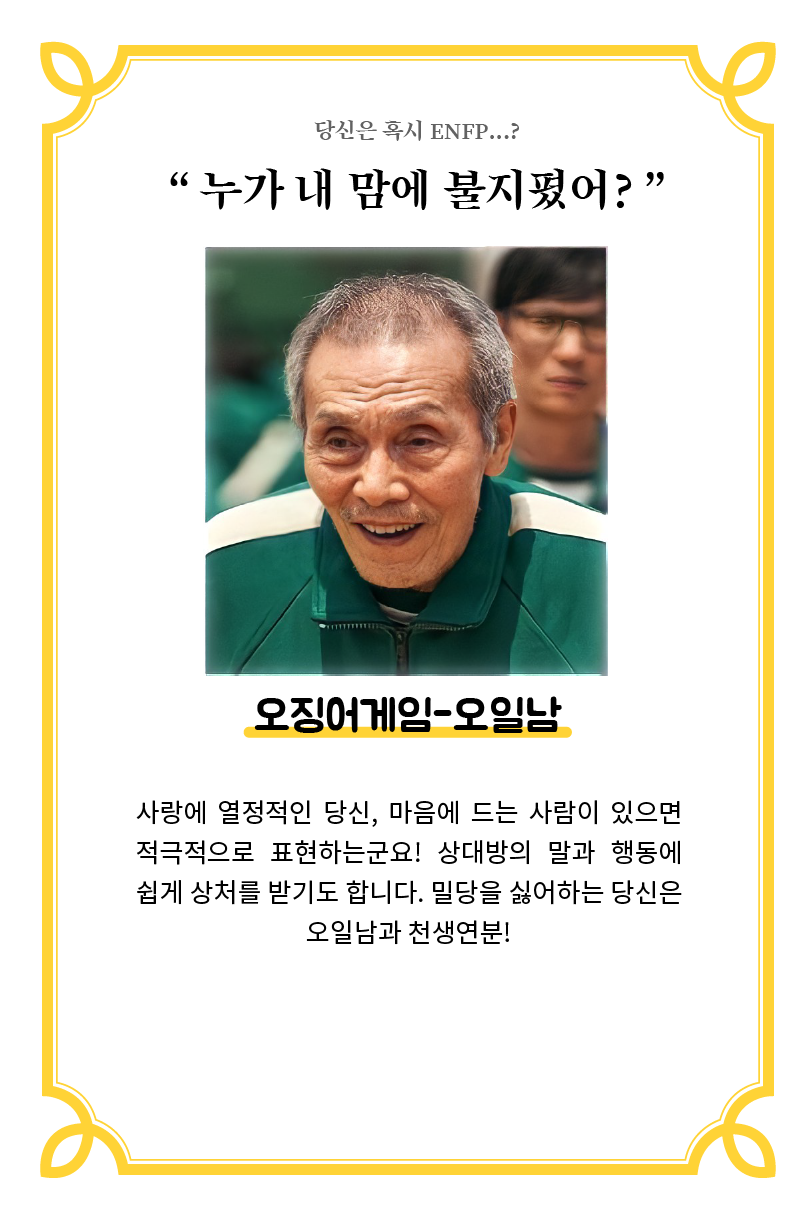 당신은 혹시 ENFP...?
“ 누가 내 맘에 불지폈어? ”
오징어게임-오일남
사랑에 열정적인 당신, 마음에 드는 사람이 있으면
적극적으로 표현하는군요! 상대방의 말과 행동에
쉽게 상처를 받기도 합니다. 밀당을 싫어하는 당신은
오일남과 천생연분!